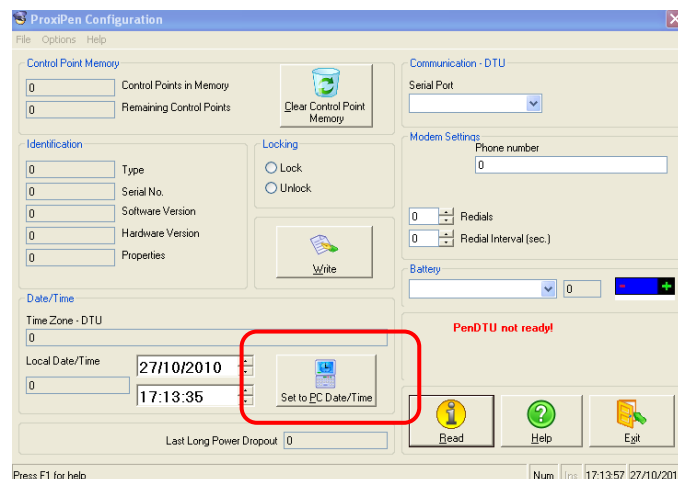 ProxiPen Configuration
File Options Help
Control Point Memory
0 Control Points in Memory
0 Remaining Control Points
Clear Control Point
Memory
Communication - DTU
Serial Port
Identification
0 Type
0 Serial No.
0 Software Version
0 Hardware Version
0 Properties
Locking
Lock
Unlock
Write
Modem Settings
Phone number
0
0 Redials
0 Redial Interval (sec.)
Battery
0
- +
Date/Time
Time Zone - DTU
0
Local Date/Time
0
27/10/2010
17:13:35
Set to PC Date/Time
PenDTU not ready!
Last Long Power Dropout 0
Read
Help
Exit
Press F1 for help
Num Ins 17:13:57 27/10/201